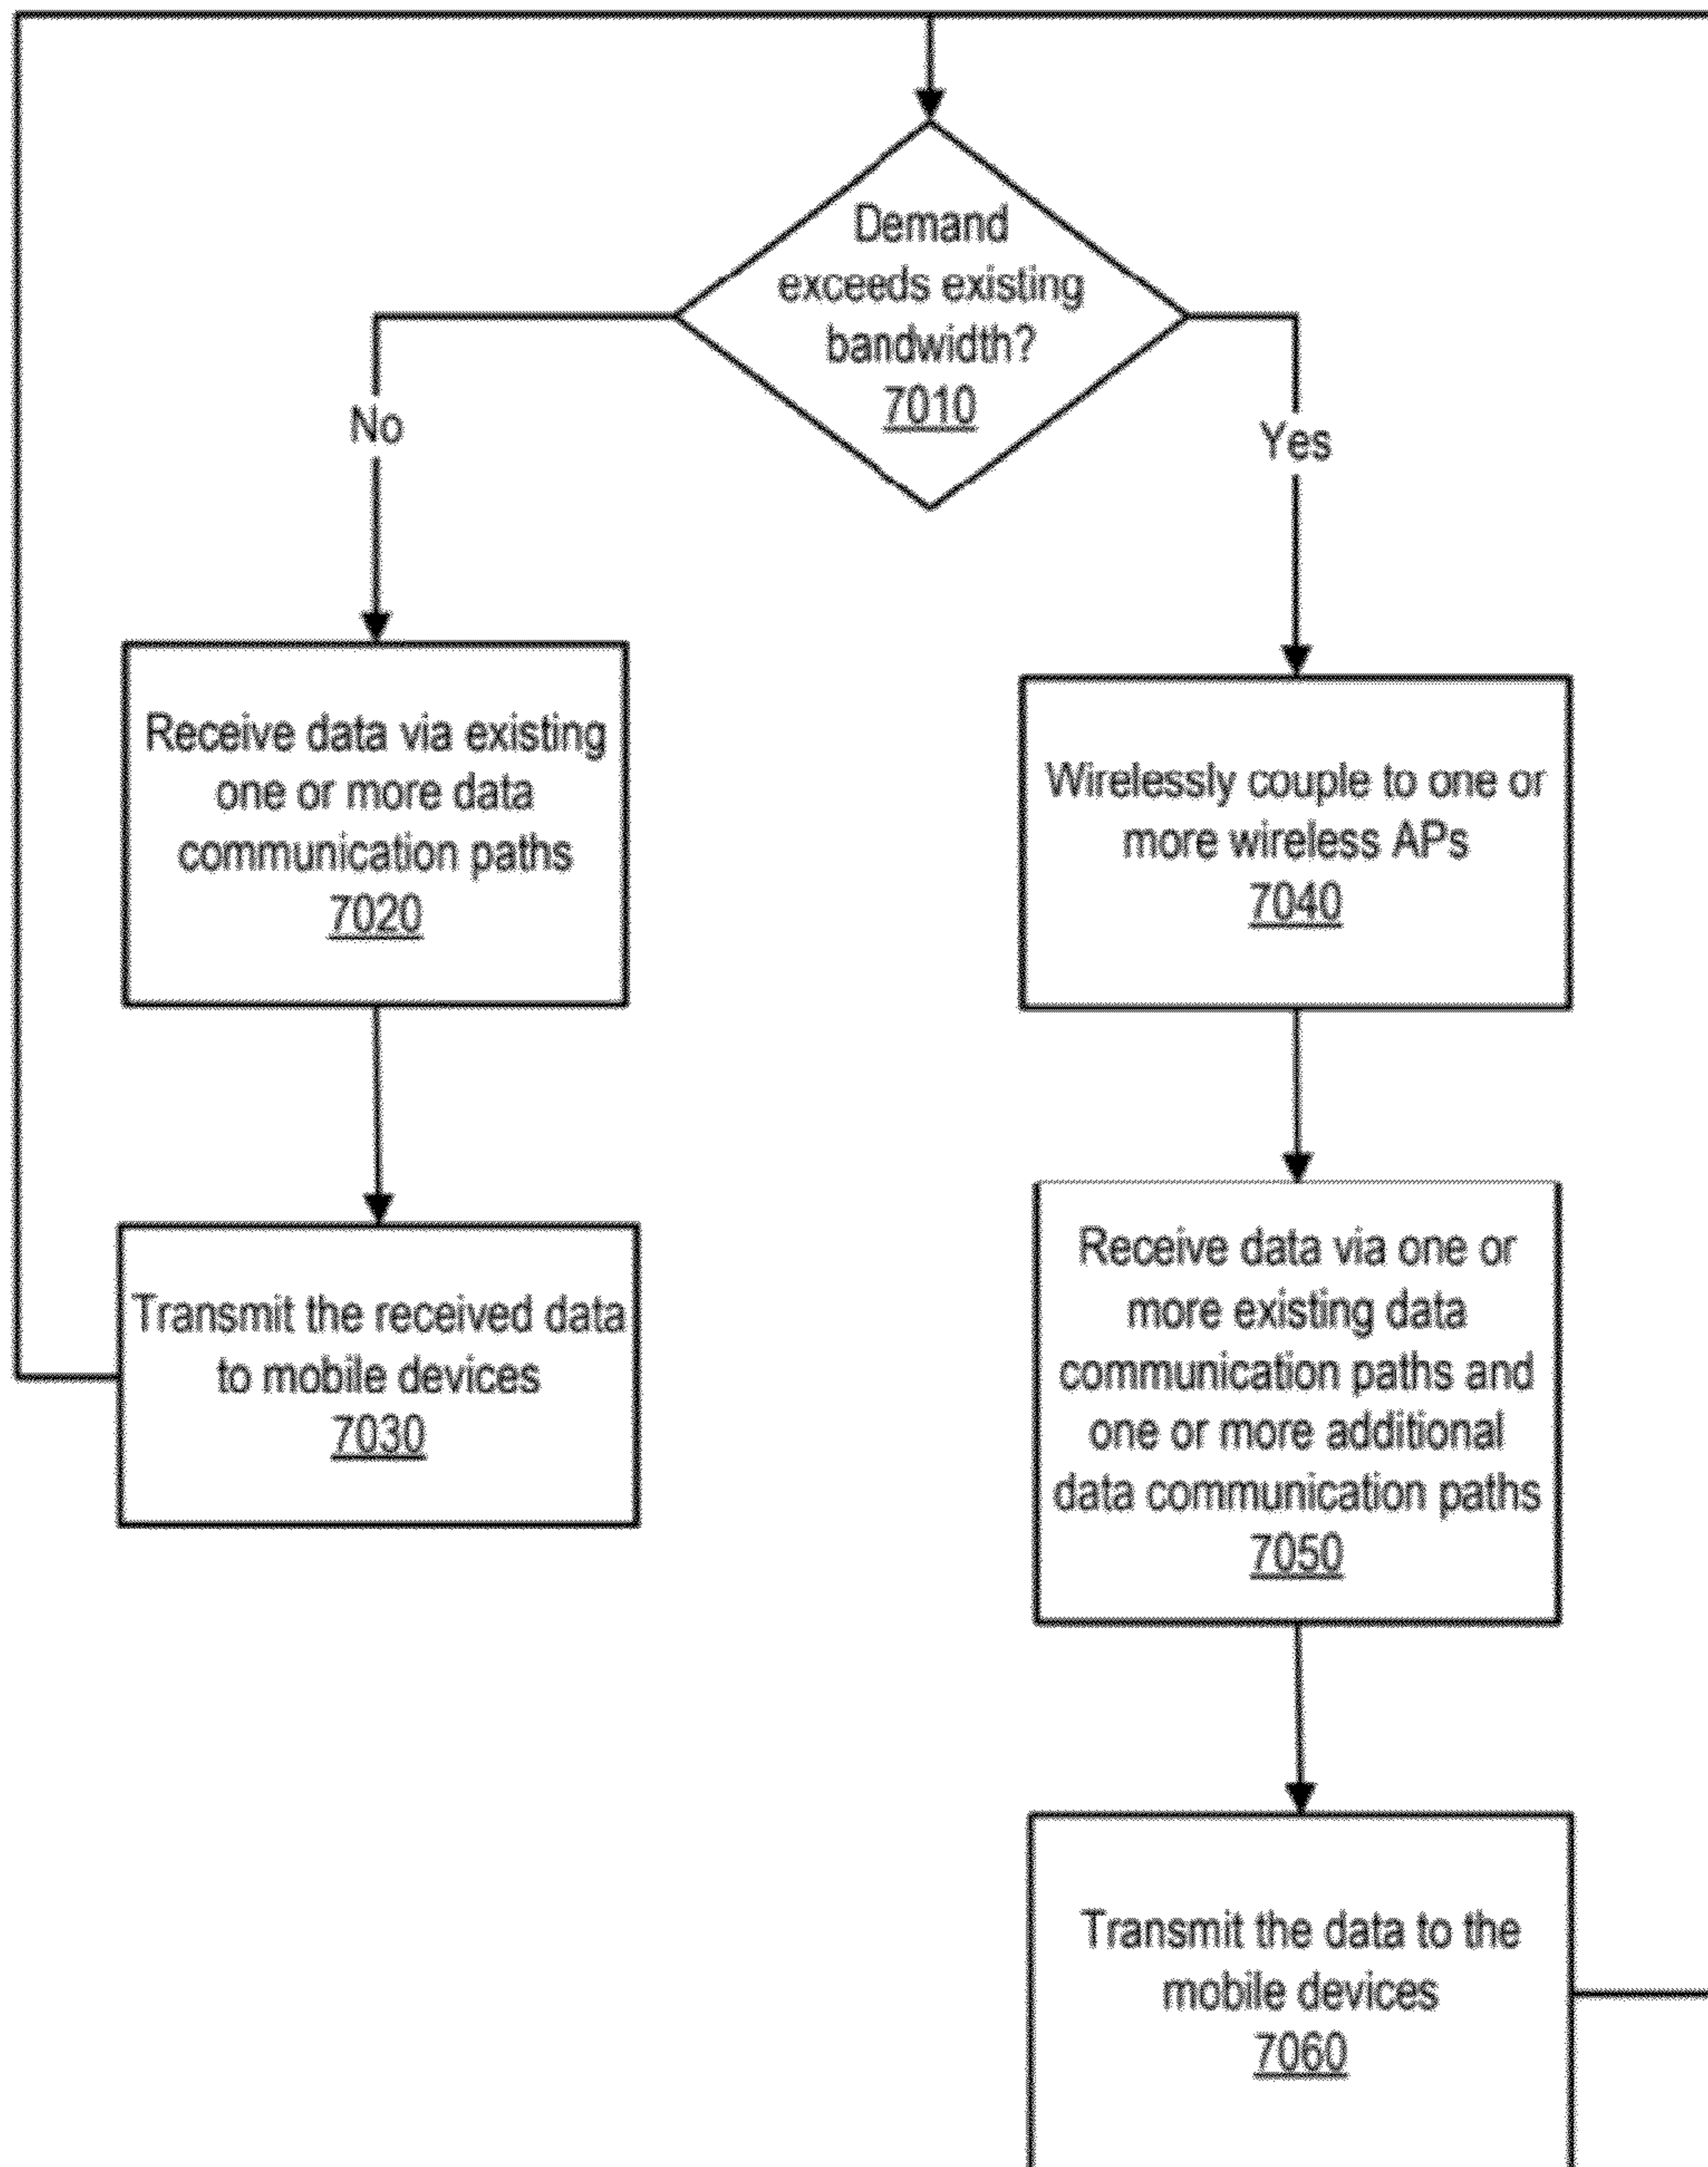 Demand
exceeds existing
bandwidth?
7010
No
Yes
Receive data via existing
one or more data
communication paths
7020
Wirelessly couple to one or
more wireless APs
7040
Transmit the received data
to mobile devices
7030
Receive data via one or
more existing data
communication paths and
one or more additional
data communication paths
7050
Transmit the data to the
mobile devices
7060